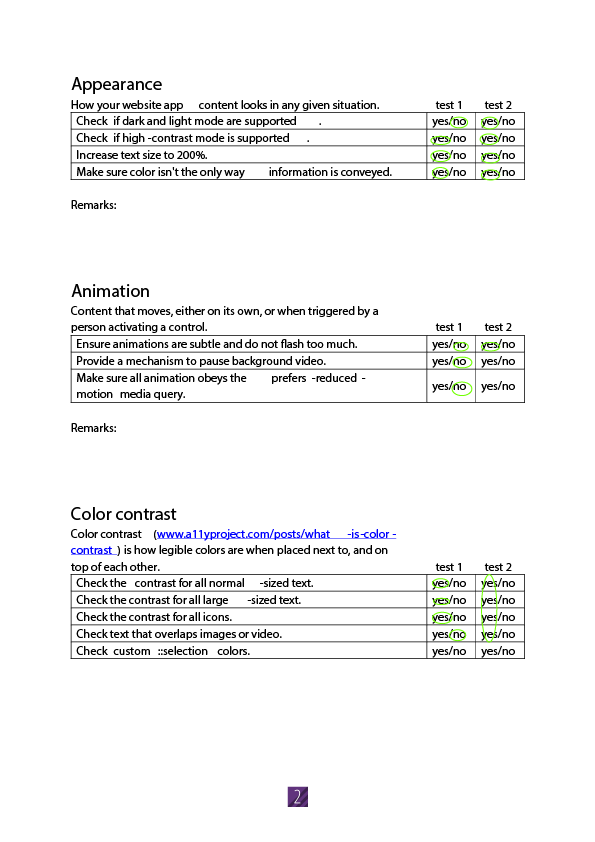 Appearance
How your website app content looks in any given situation. test 1 test 2
Check if dark and light mode are supported . yes/no yes/no
Check if high -contrast mode is supported . yes/no yes/no
Increase text size to 200%. yes/no yes/no
Make sure color isn't the only way information is conveyed. yes/no yes/no
Remarks:
Animation
Content that moves, either on its own, or when triggered by a
person activating a control. test 1 test 2
Ensure animations are subtle and do not flash too much. yes/no yes/no
Provide a mechanism to pause background video. yes/no yes/no
Make sure all animation obeys the prefers -reduced -
motion media query. yes/no yes/no
Remarks:
Color contrast
Color contrast (www.a11yproject.com/posts/what -is-color -
contrast ) is how legible colors are when placed next to, and on
top of each other. test 1 test 2
Check the contrast for all normal -sized text. yes/no yes/no
Check the contrast for all large -sized text. yes/no yes/no
Check the contrast for all icons. yes/no yes/no
Check text that overlaps images or video. yes/no yes/no
Check custom ::selection colors. yes/no yes/no
2